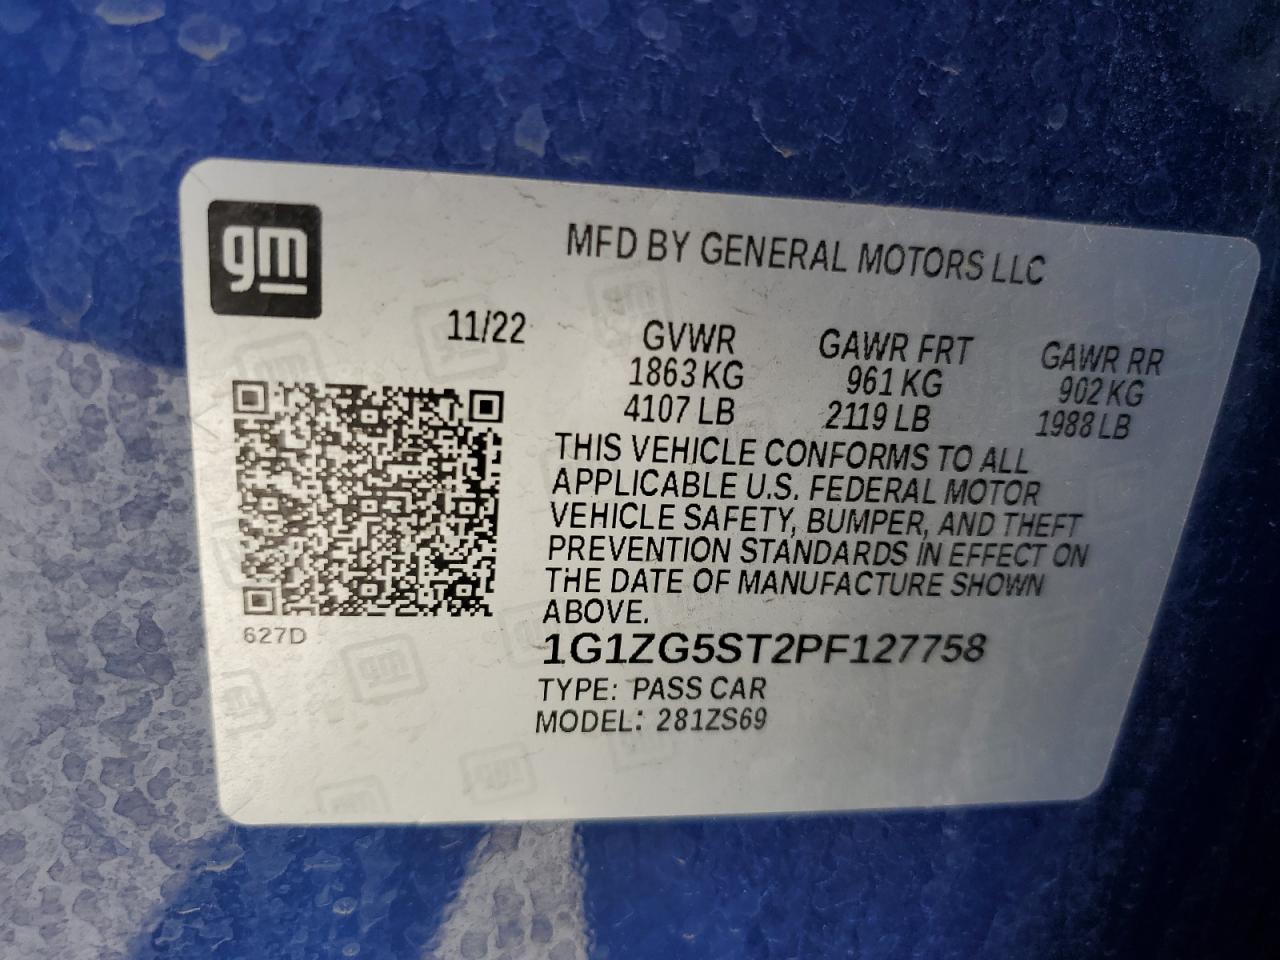 gm
MFD BY GENERAL MOTORS LLC
11/22
GVWR GAWR FRT GAWR RR
1863 KG 961 KG 902 KG
4107 LB 2119 LB 1988 LB
THIS VEHICLE CONFORMS TO ALL
APPLICABLE U.S. FEDERAL MOTOR
VEHICLE SAFETY, BUMPER, AND THEFT
PREVENTION STANDARDS IN EFFECT ON
THE DATE OF MANUFACTURE SHOWN
ABOVE.
627D
1G1ZG5ST2PF127758
TYPE: PASS CAR
MODEL: 281ZS69